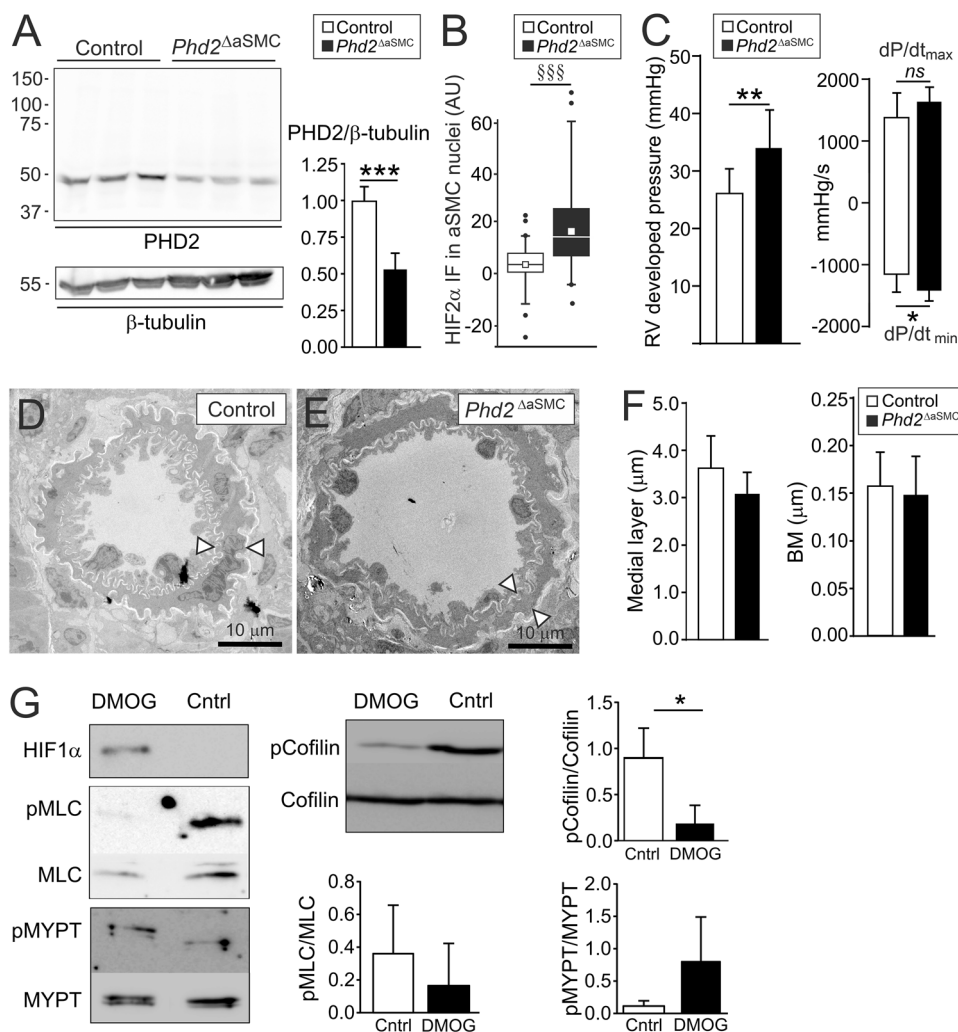 A
Control
Phd2ΔaSMC
150
100
75
50
37
PHD2
55
β-tubulin
Control
Phd2ΔaSMC
PHD2/β-tubulin
1.25
1.00
0.75
0.50
0.25
0.00
***
B
Control
Phd2ΔaSMC
§§§
HIF2α IF in aSMC nuclei (AU)
60
40
20
0
-20
C
Control
Phd2ΔaSMC
RV developed pressure (mmHg)
60
50
40
30
20
10
**
dP/dtmax
ns
mmHg/s
2000
1000
0
-1000
-2000
*
dP/dt min
D
Control
10 µm
E
Phd2 ΔaSMC
10 µm
F
Control
Phd2ΔaSMC
Medial layer (µm)
5.0
4.0
3.0
2.0
1.0
0.0
BM (µm)
0.25
0.20
0.15
0.10
0.05
0.00
G
DMOG Cntrl
HIF1α
pMLC
MLC
pMYPT
MYPT
DMOG Cntrl
pCofilin
Cofilin
pMLC/MLC
0.8
0.6
0.4
0.2
0.0
Cntrl DMOG
pCofilin/Cofilin
1.5
1.0
0.5
0.0
*
Cntrl DMOG
pMYPT/MYPT
2.0
1.5
1.0
0.5
0.0
Cntrl DMOG